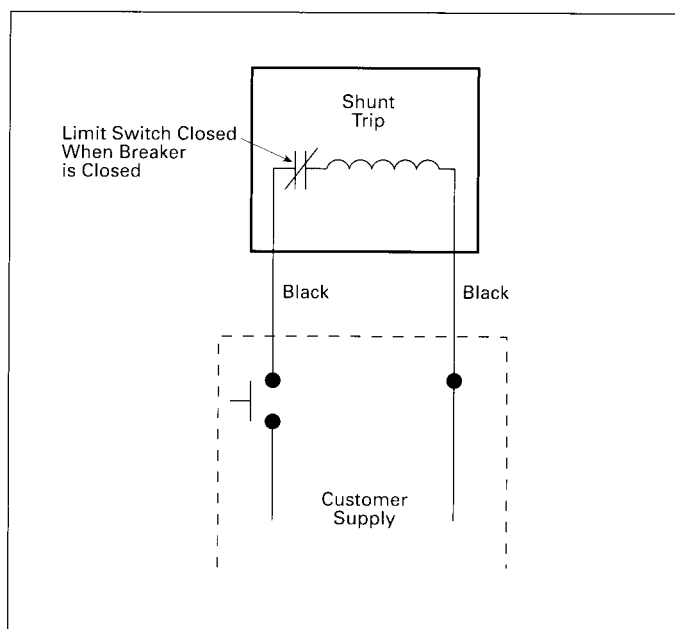 Shunt
Trip
Limit Switch Closed
When Breaker
is Closed
Black
Black
Customer
Supply